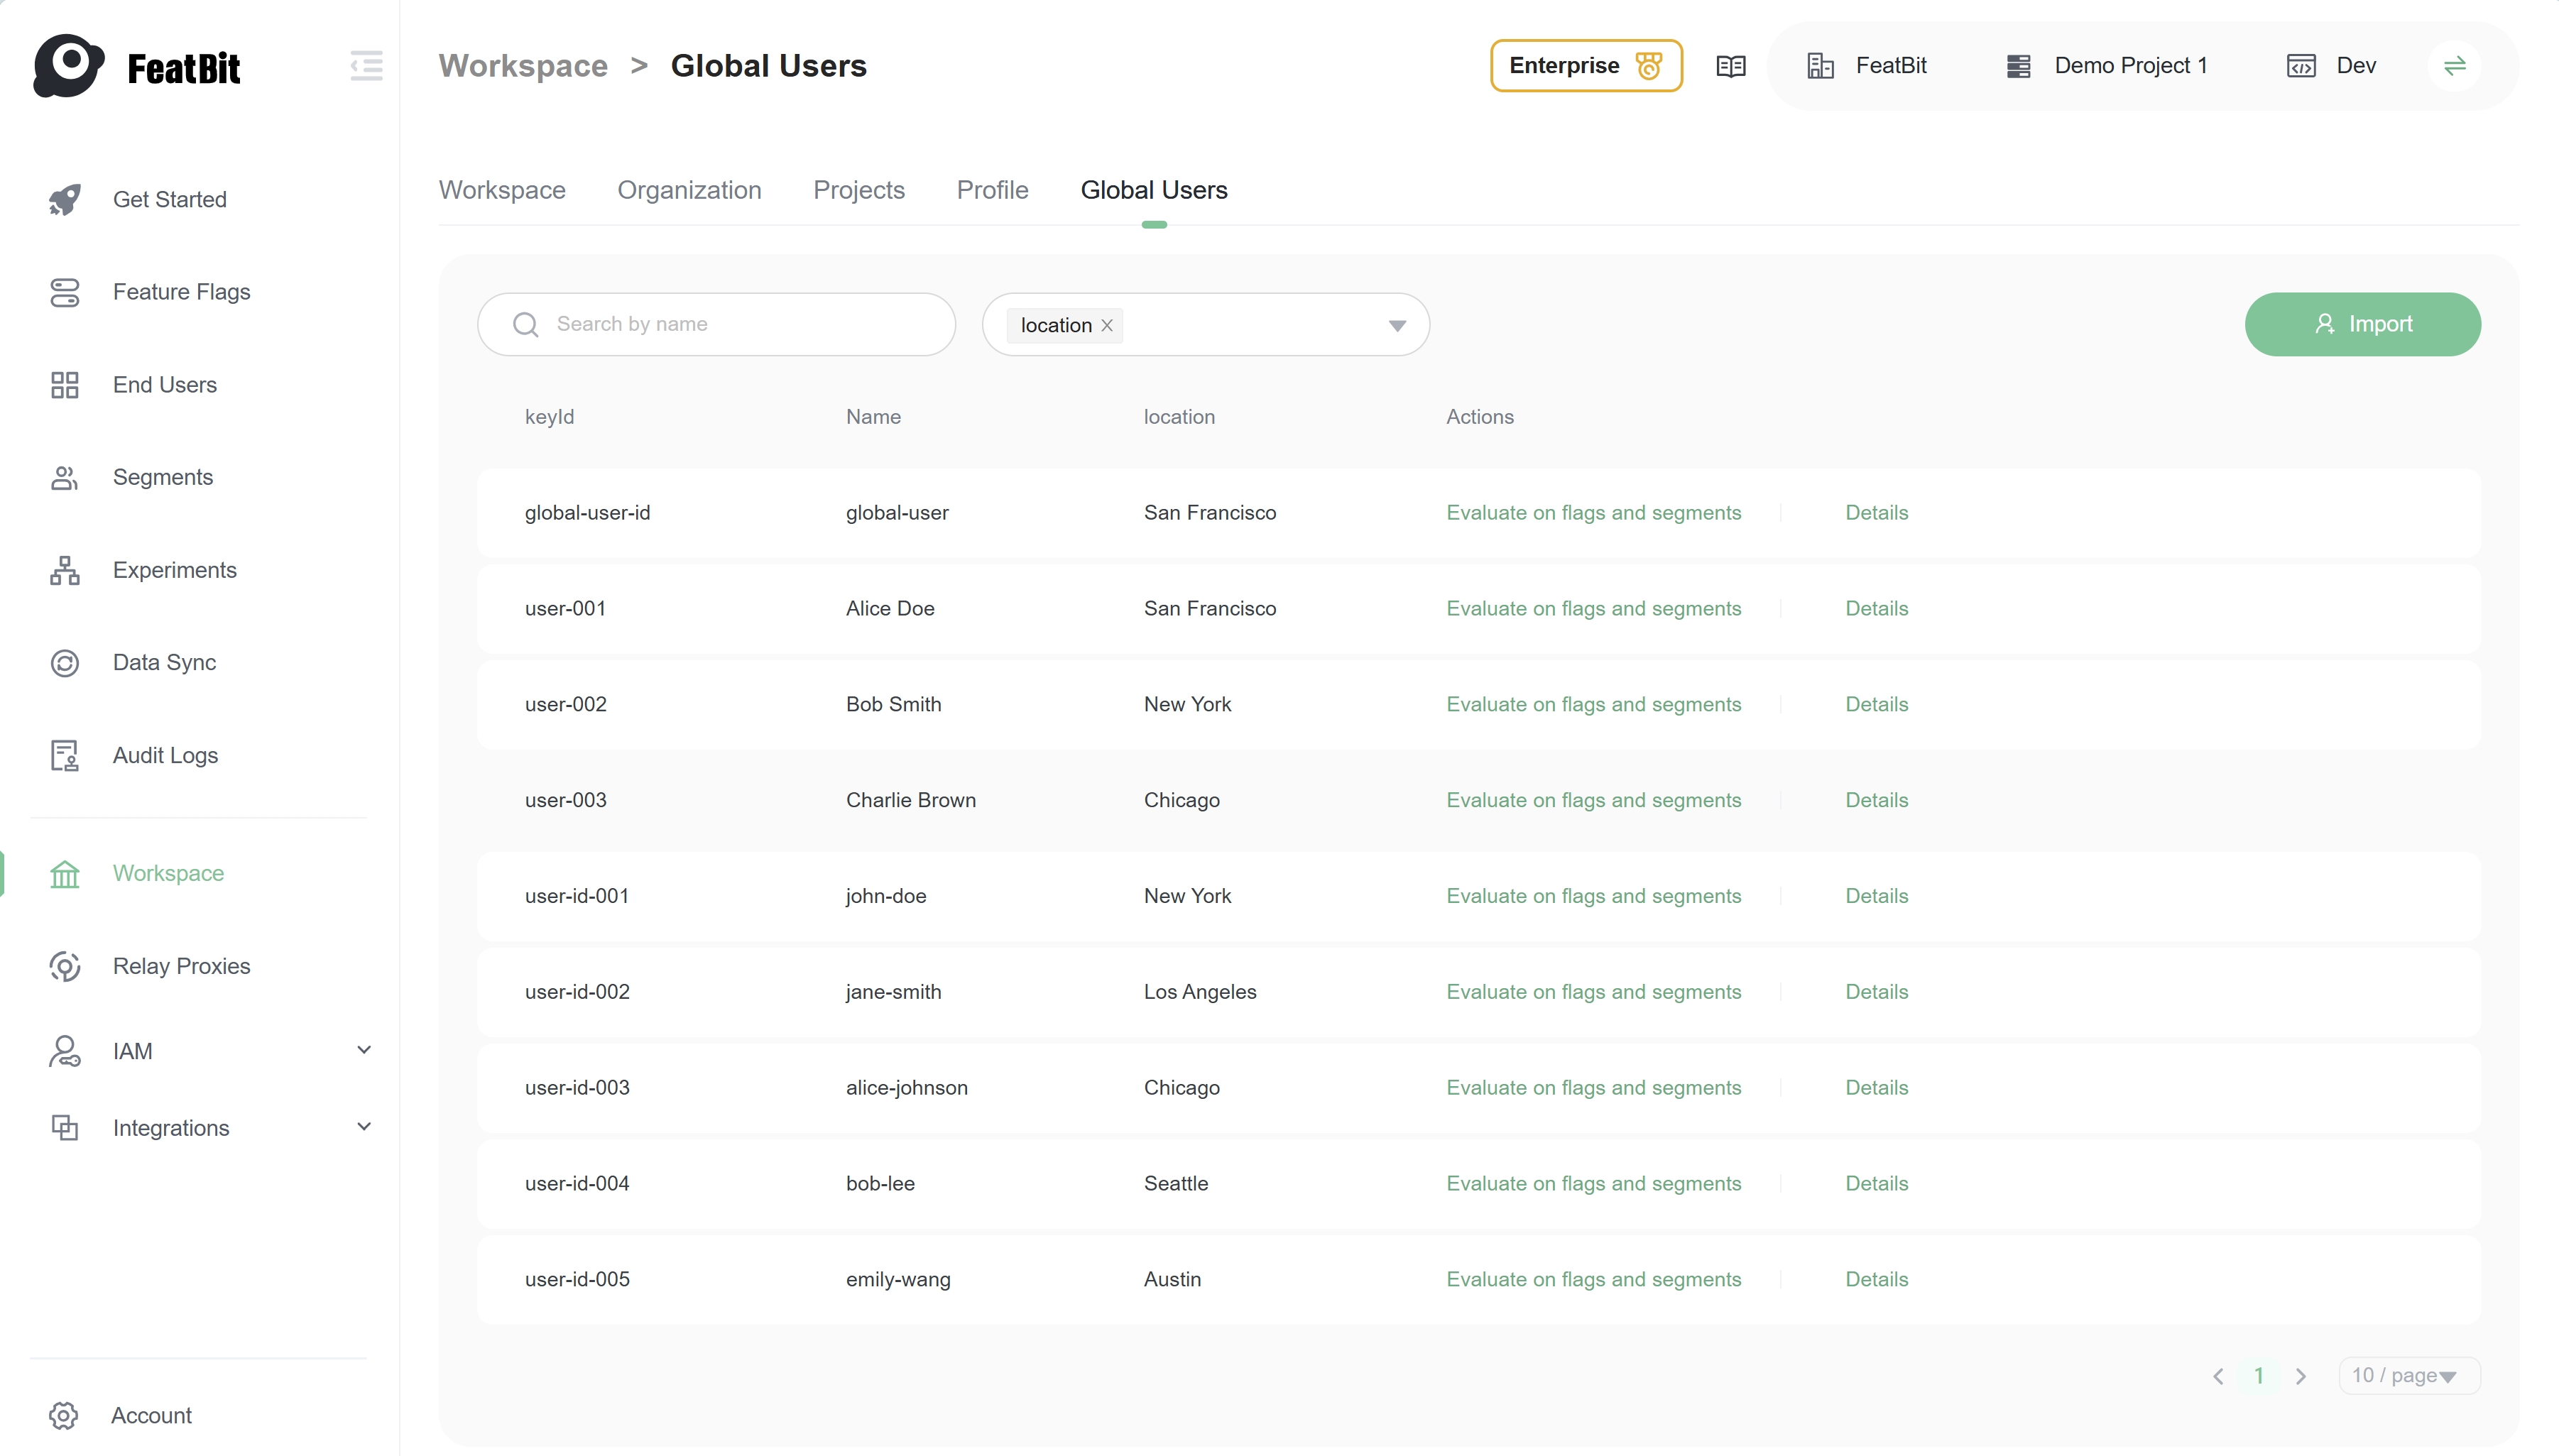 FeatBit
Workspace > Global Users
Enterprise
FeatBit
Demo Project 1
Dev
Get Started
Feature Flags
End Users
Segments
Experiments
Data Sync
Audit Logs
Workspace
Relay Proxies
IAM
Integrations
Account
Workspace Organization Projects Profile Global Users
Search by name
location
Import
keyId Name location Actions
global-user-id global-user San Francisco Evaluate on flags and segments Details
user-001 Alice Doe San Francisco Evaluate on flags and segments Details
user-002 Bob Smith New York Evaluate on flags and segments Details
user-003 Charlie Brown Chicago Evaluate on flags and segments Details
user-id-001 john-doe New York Evaluate on flags and segments Details
user-id-002 jane-smith Los Angeles Evaluate on flags and segments Details
user-id-003 alice-johnson Chicago Evaluate on flags and segments Details
user-id-004 bob-lee Seattle Evaluate on flags and segments Details
user-id-005 emily-wang Austin Evaluate on flags and segments Details
1
10 / page